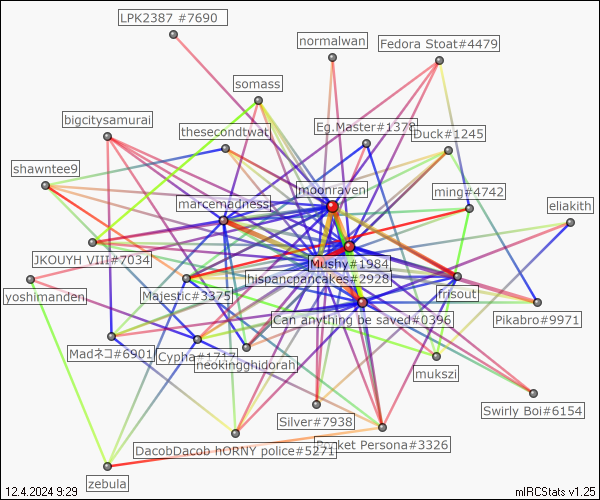 LPK2387 #7690
normalwan
Fedora Stoat#4479
somass
bigcitysamurai
thesecondtwat
Eg.Master#1378
Duck#1245
shawntee9
moonraven
ming#4742
marcemadness
eliakith
JKOUYH VIII#7034
Mushy#1984
hispancpancakes#2928
yoshimanden
Majestic#3375
frisout
Can anything be saved#0396
Pikabro#9971
Madネコ#6901
Cypha#1717
neokingghidorah
mukszi
Swirly Boi#6154
Silver#7938
DacobDacob hORNY police#5271
Pocket Persona#3326
zebula
12.4.2024 9:29
mIRCStats v1.25